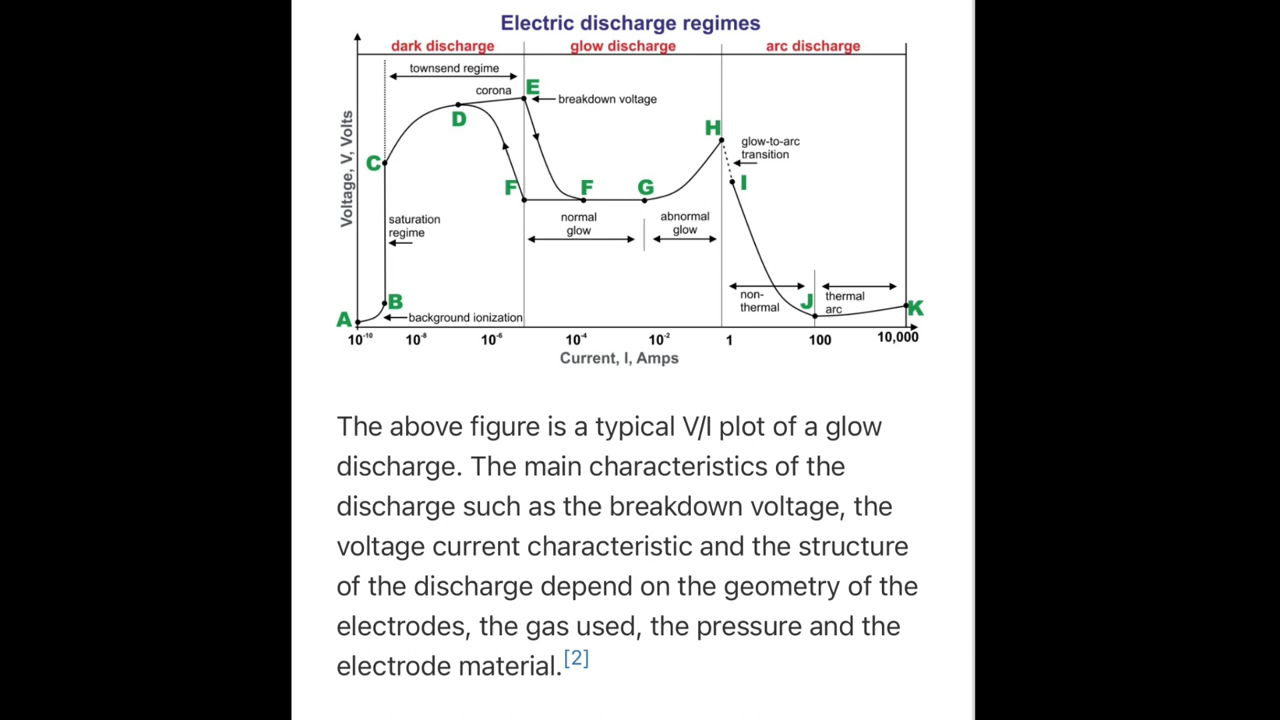 Electric discharge regimes
dark discharge
glow discharge
arc discharge
townsend regime
corona
E
breakdown voltage
D
H
glow-to-arc
transition
C
F
F
G
I
saturation
regime
normal
glow
abnormal
glow
Voltage, V, Volts
B
non-
thermal
J
thermal
arc
K
A
background ionization
10⁻¹⁰
10⁻⁸
10⁻⁶
10⁻⁴
10⁻²
1
100
10,000
Current, I, Amps
The above figure is a typical V/I plot of a glow
discharge. The main characteristics of the
discharge such as the breakdown voltage, the
voltage current characteristic and the structure
of the discharge depend on the geometry of the
electrodes, the gas used, the pressure and the
electrode material.[2]